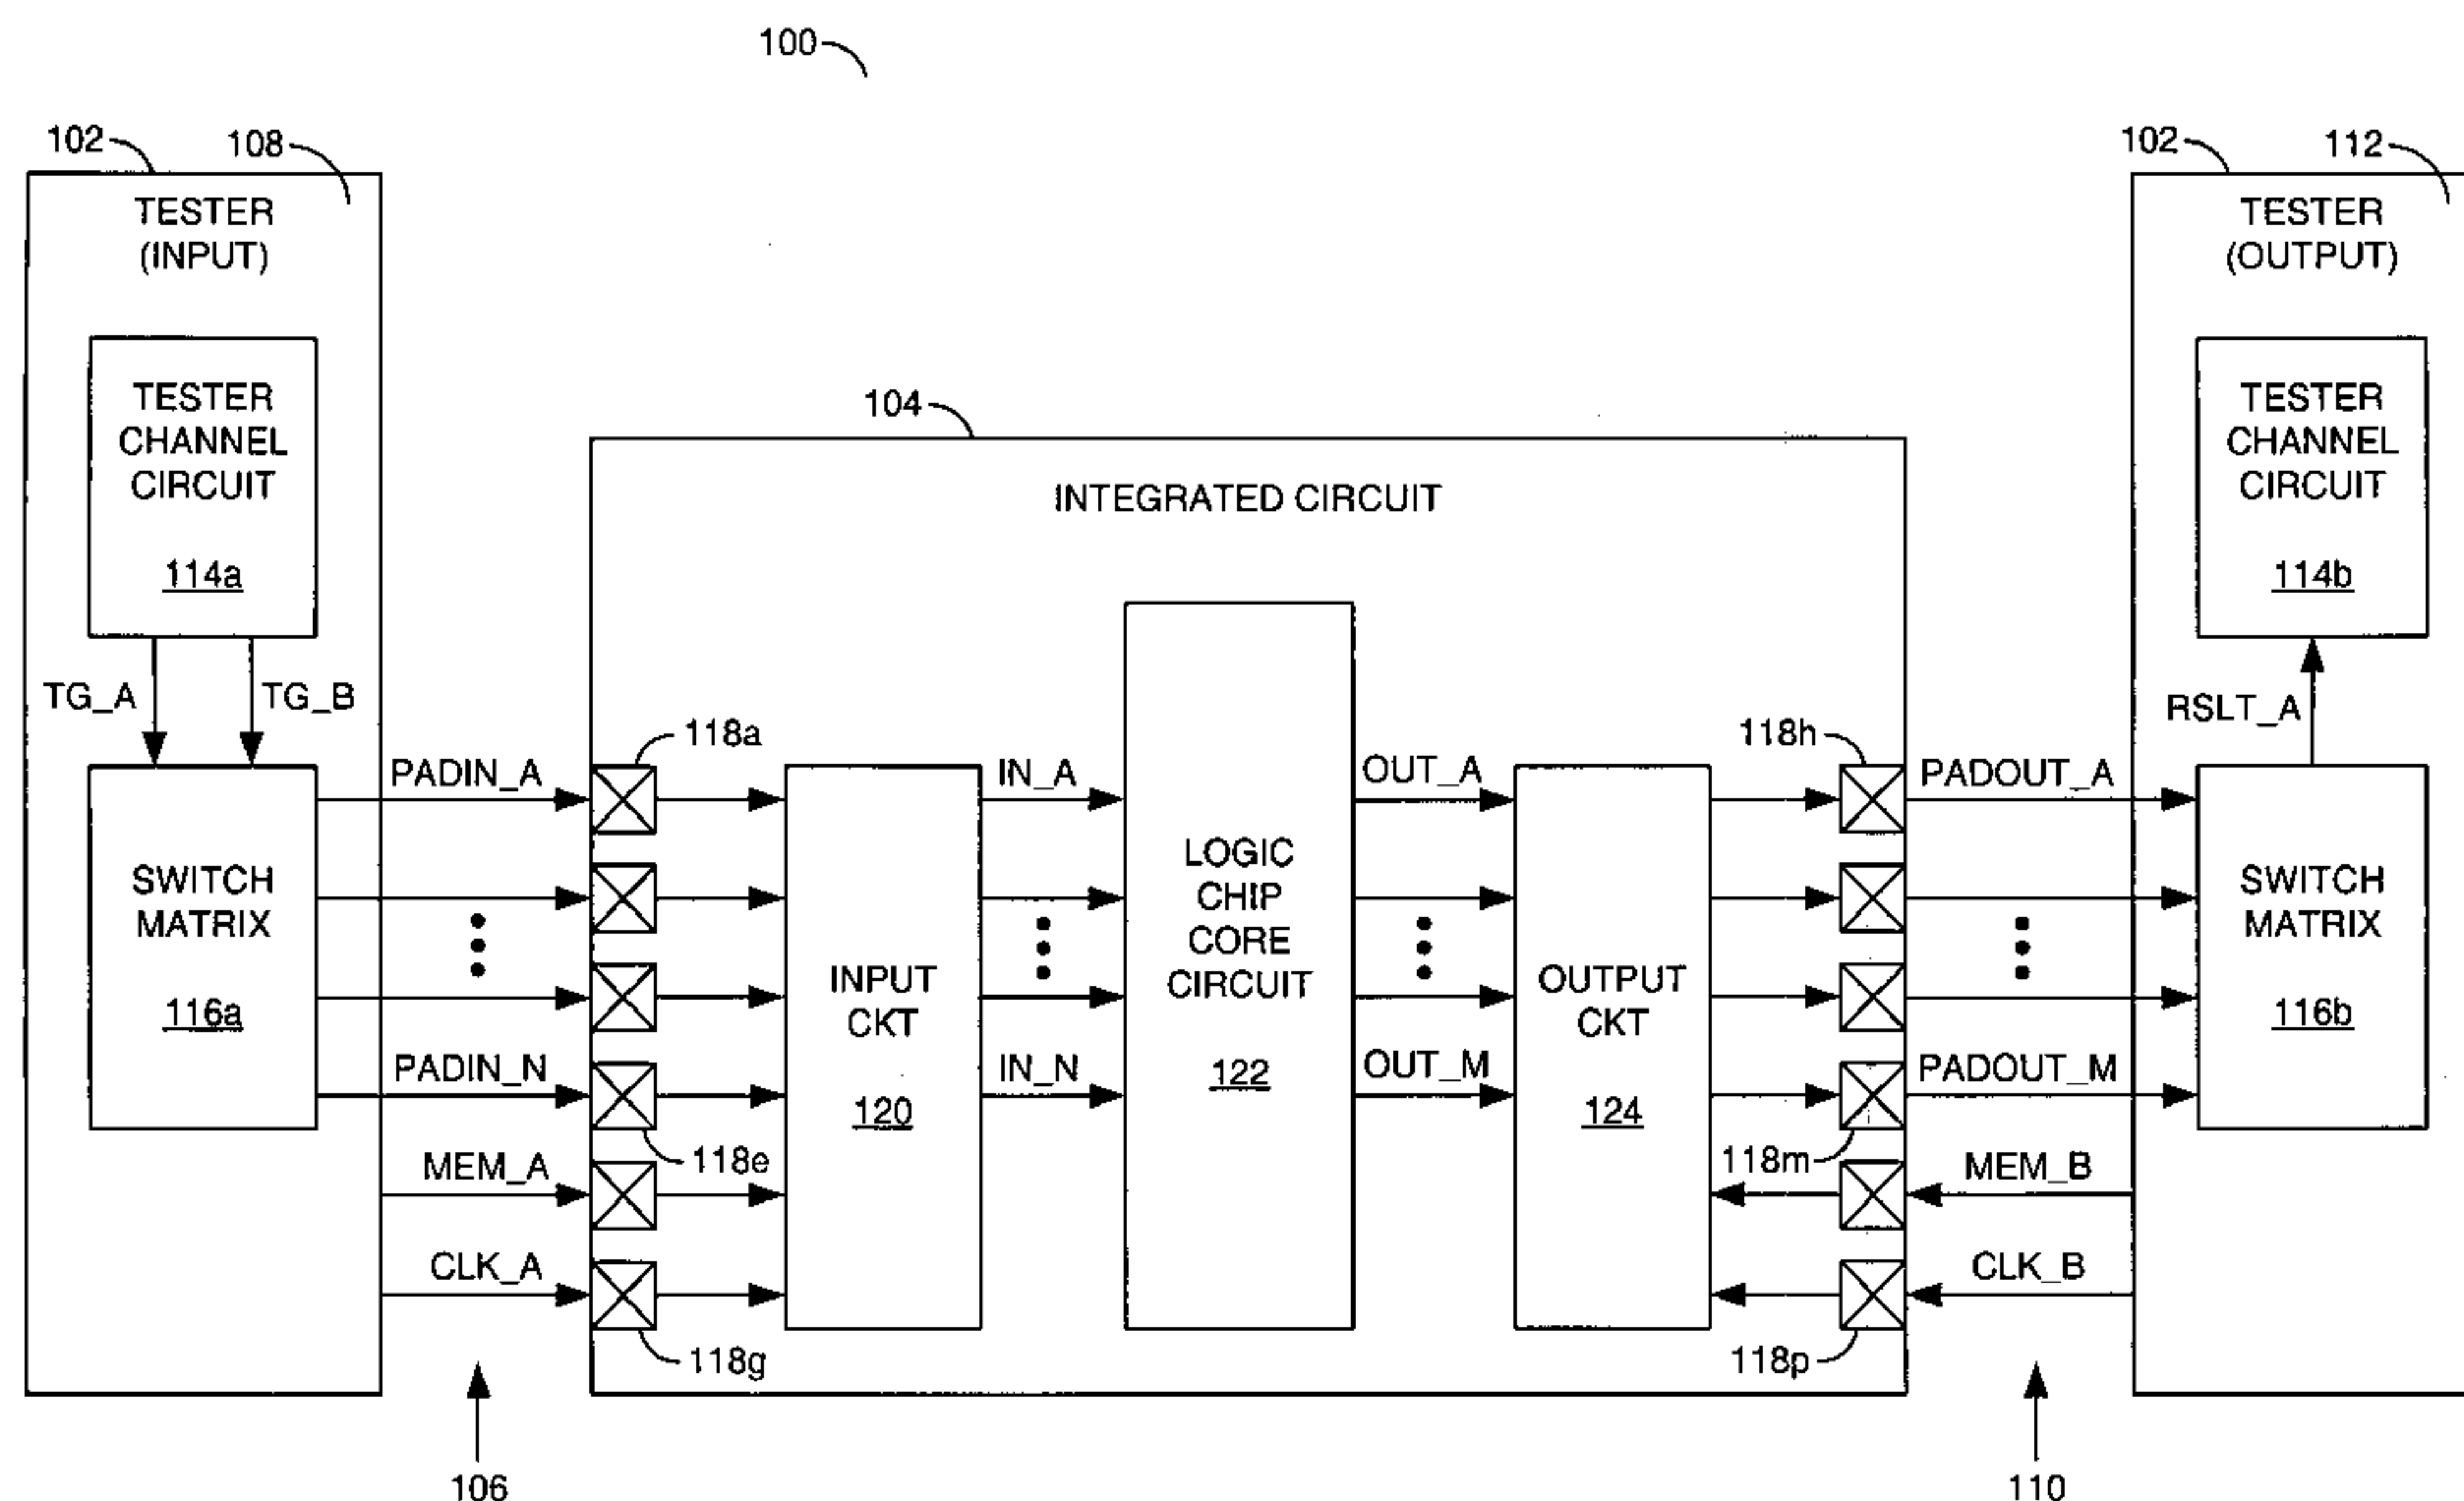 100
102
108
TESTER
(INPUT)
TESTER
CHANNEL
CIRCUIT
114a
TG_A
TG_B
SWITCH
MATRIX
116a
PADIN_A
PADIN_N
MEM_A
CLK_A
106
104
INTEGRATED CIRCUIT
118a
118e
118g
INPUT
CKT
120
IN_A
IN_N
LOGIC
CHIP
CORE
CIRCUIT
122
OUT_A
OUT_M
OUTPUT
CKT
124
118h
118m
118p
PADOUT_A
PADOUT_M
MEM_B
CLK_B
110
102
112
TESTER
(OUTPUT)
TESTER
CHANNEL
CIRCUIT
114b
RSLT_A
SWITCH
MATRIX
116b